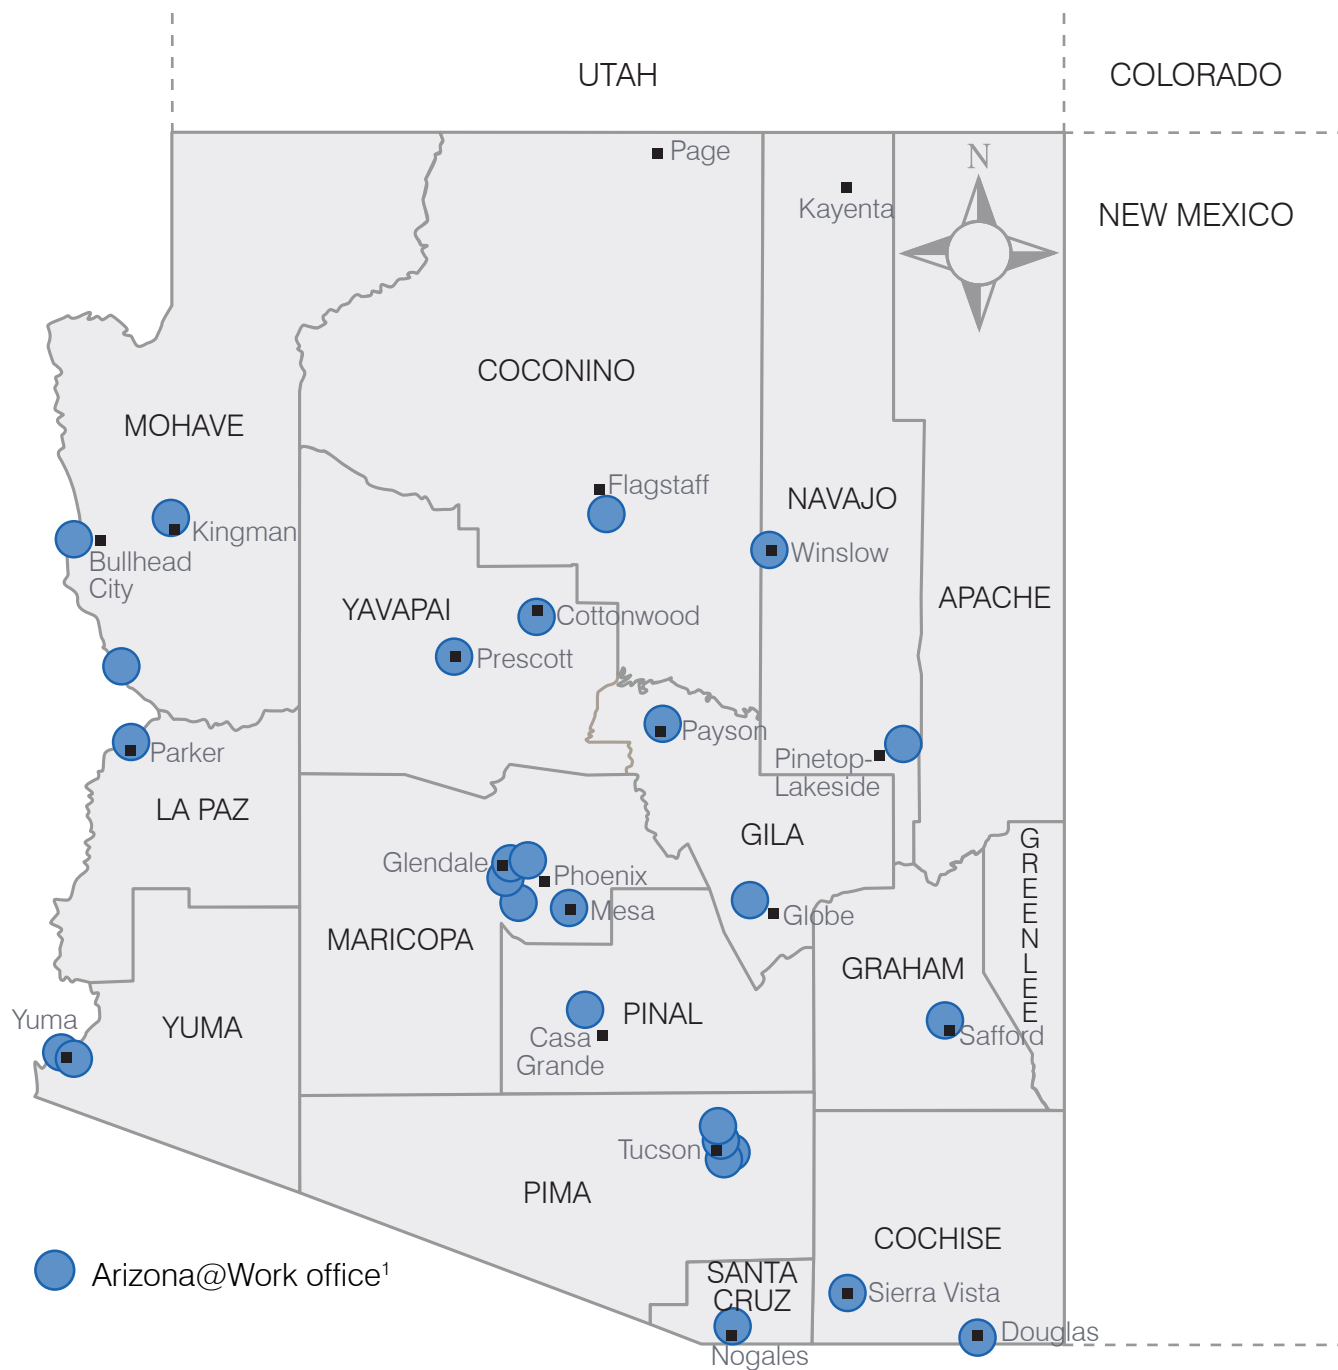 UTAH
COLORADO
Page
N
Kayenta
NEW MEXICO
COCONINO
MOHAVE
Flagstaff
NAVAJO
Kingman
Bullhead
City
Winslow
APACHE
YAVAPAI
Cottonwood
Prescott
Payson
Parker
Pinetop-
Lakeside
LA PAZ
GILA
GREENLEE
Glendale
Phoenix
Mesa
Globe
MARICOPA
GRAHAM
Yuma
YUMA
PINAL
Casa
Grande
Safford
Tucson
PIMA
COCHISE
Arizona@Work office¹
SANTA
CRUZ
Sierra Vista
Douglas
Nogales